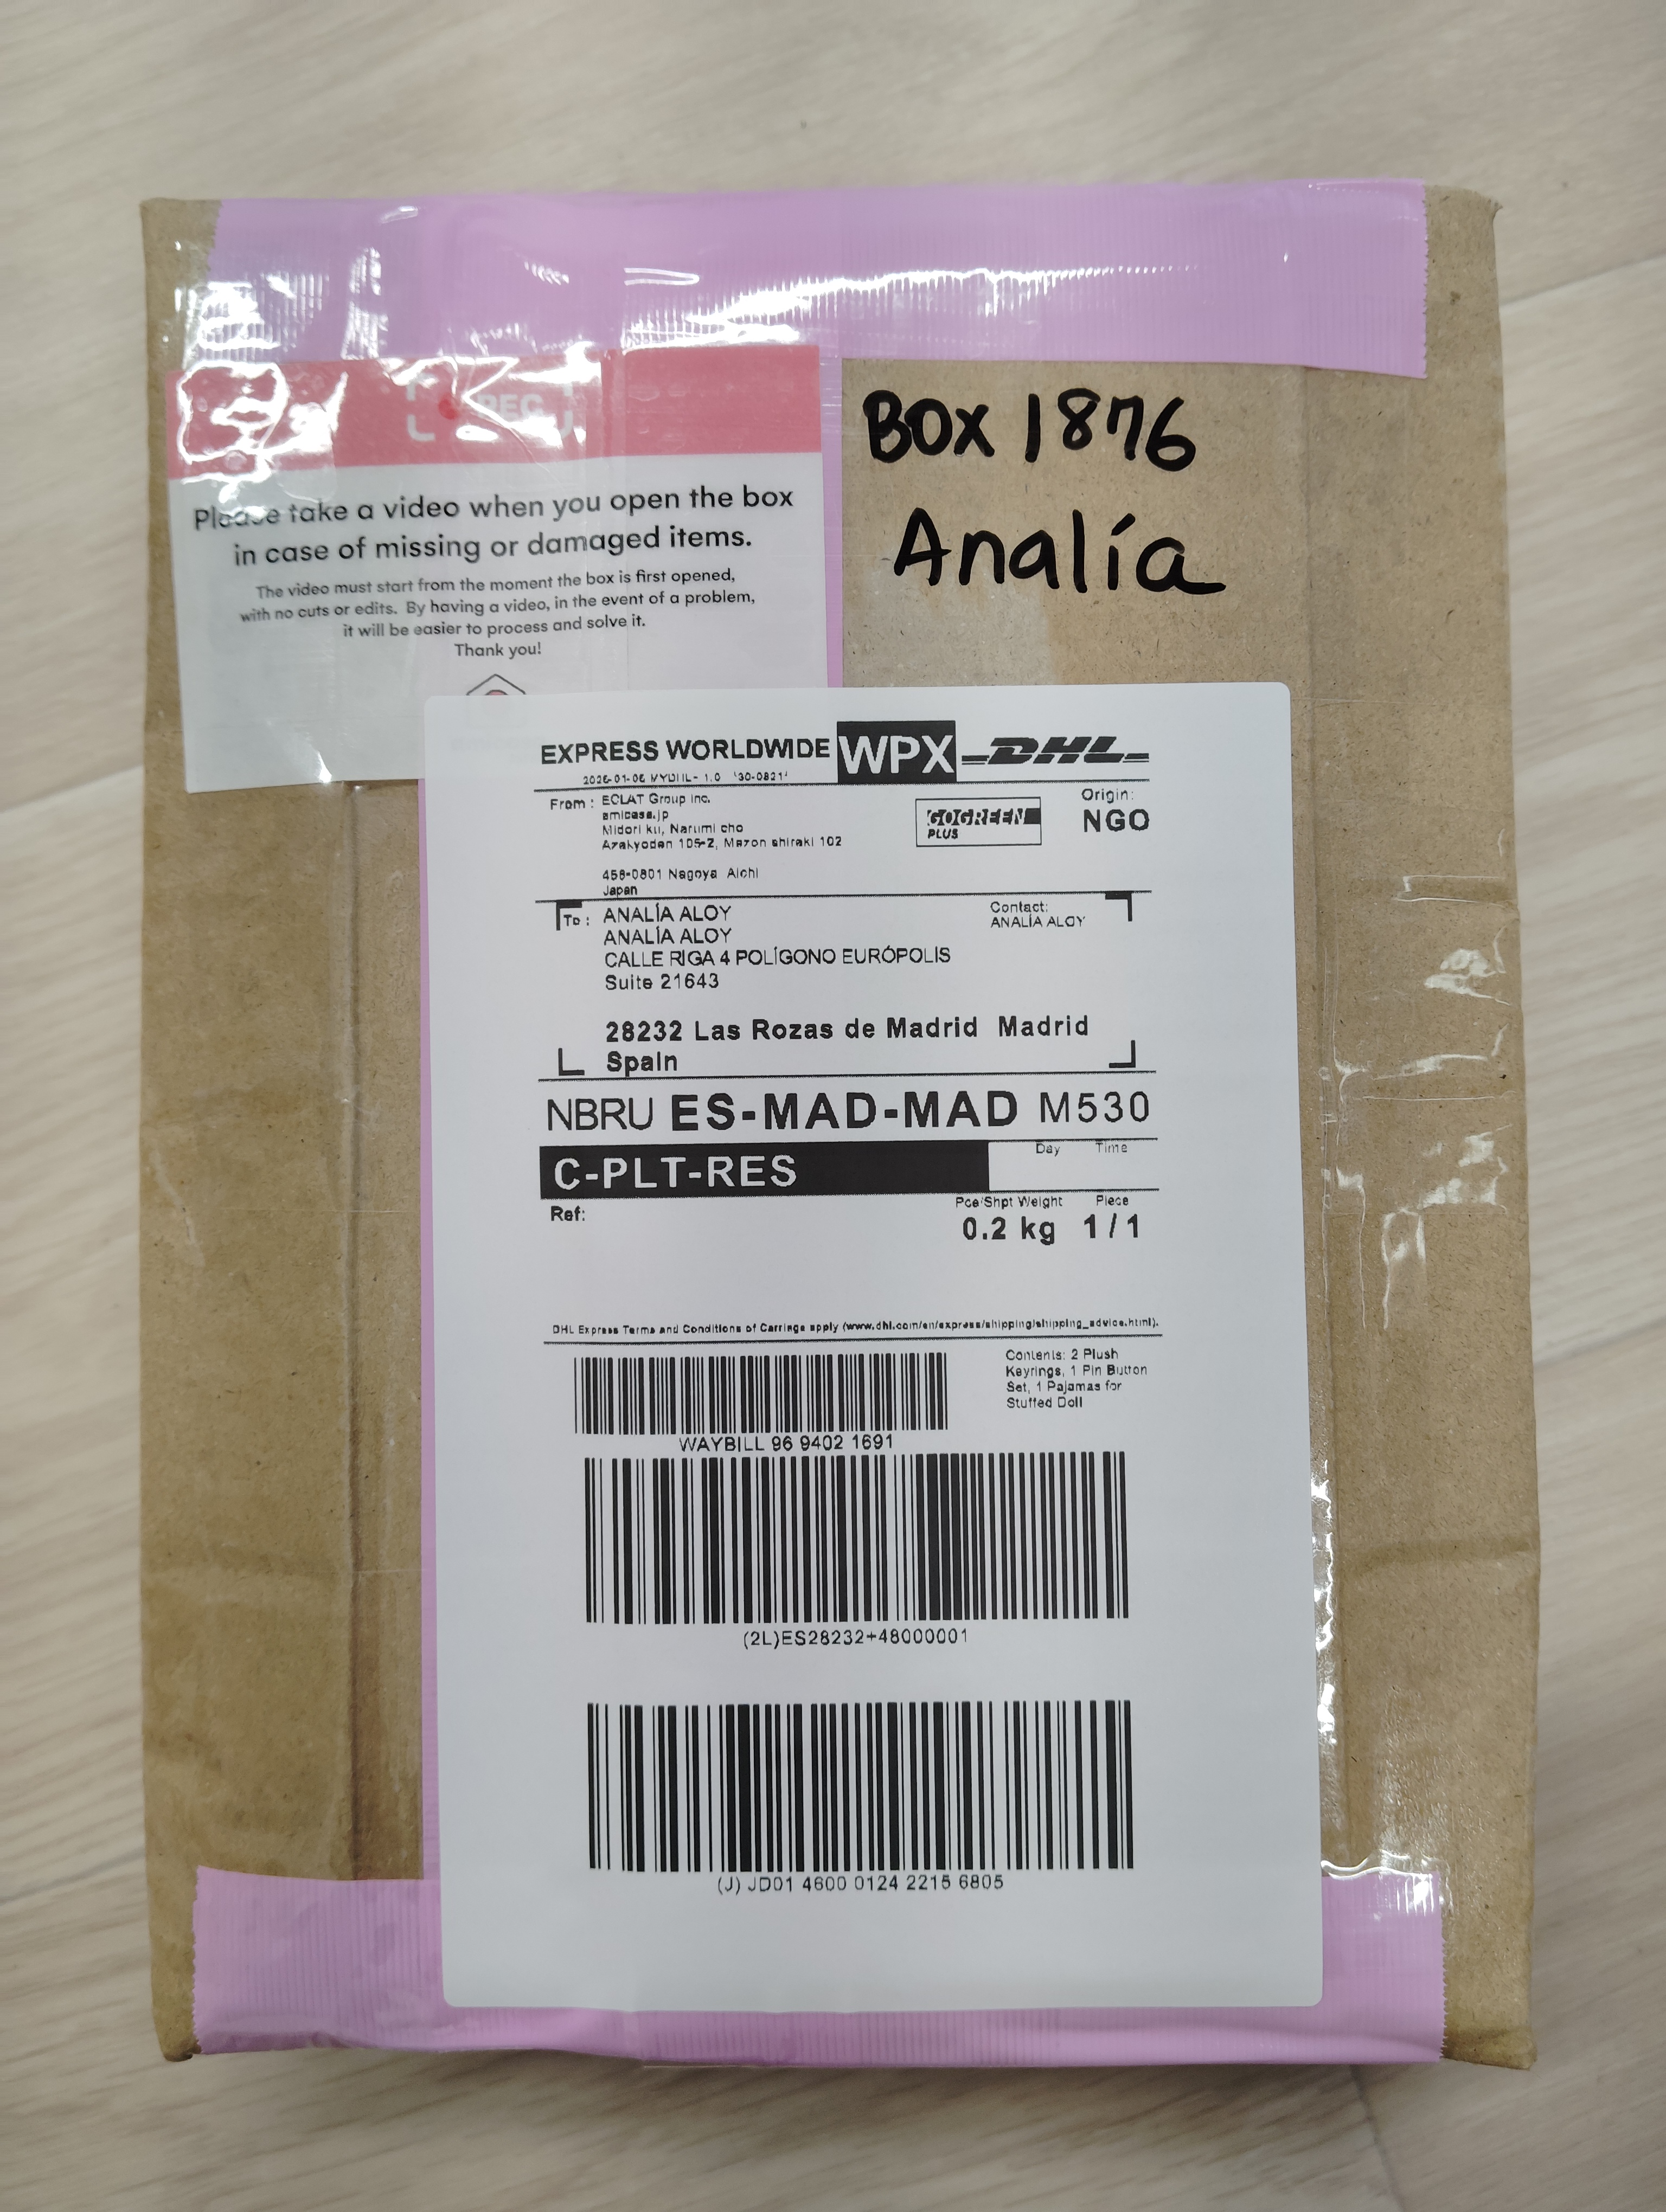 REC
Please take a video when you open the box
in case of missing or damaged items.
The video must start from the moment the box is first opened,
with no cuts or edits. By having a video, in the event of a problem,
it will be easier to process and solve it.
Thank you!
BOX 1876
Analía
EXPRESS WORLDWIDE WPX DHL
2026-01-06 MYDHL+ 1.0
From : ECLAT Group Inc.
amicasa.jp
Midori ku, Narumi cho
Azakyoden 105-2, Mezon shiraki 102
458-0801 Nagoya Aichi
Japan
GOGREEN
PLUS
Origin:
NGO
To : ANALÍA ALOY
ANALÍA ALOY
CALLE RIGA 4 POLÍGONO EURÓPOLIS
Suite 21643
28232 Las Rozas de Madrid Madrid
Spain
Contact:
ANALÍA ALOY
NBRU ES-MAD-MAD M530
C-PLT-RES
Day Time
Ref:
Pce/Shpt Weight Piece
0.2 kg 1 / 1
DHL Express Terms and Conditions of Carriage apply (www.dhl.com/en/express/shipping/shipping_advice.html).
Contents: 2 Plush
Keyrings, 1 Pin Button
Set, 1 Pajamas for
Stuffed Doll
WAYBILL 96 9402 1691
(2L)ES28232+48000001
(J) JD01 4600 0124 2215 6805